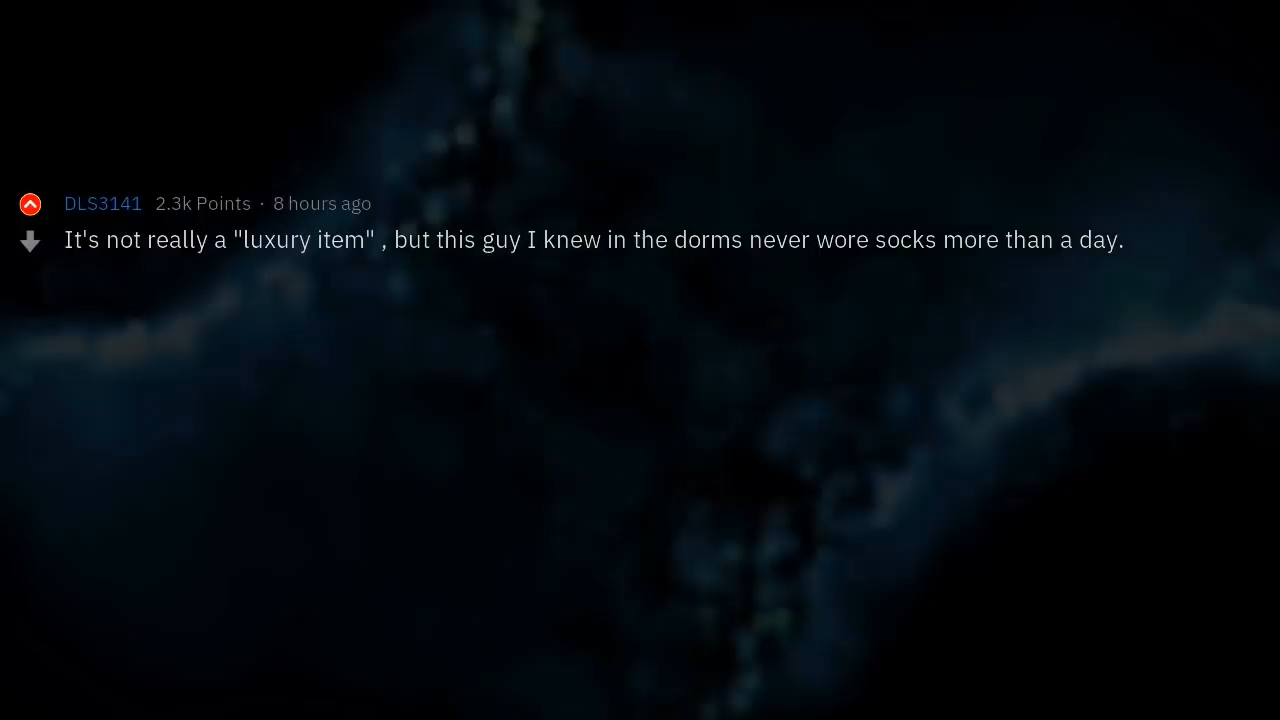 DLS3141 2.3k Points · 8 hours ago
It's not really a "luxury item" , but this guy I knew in the dorms never wore socks more than a day.